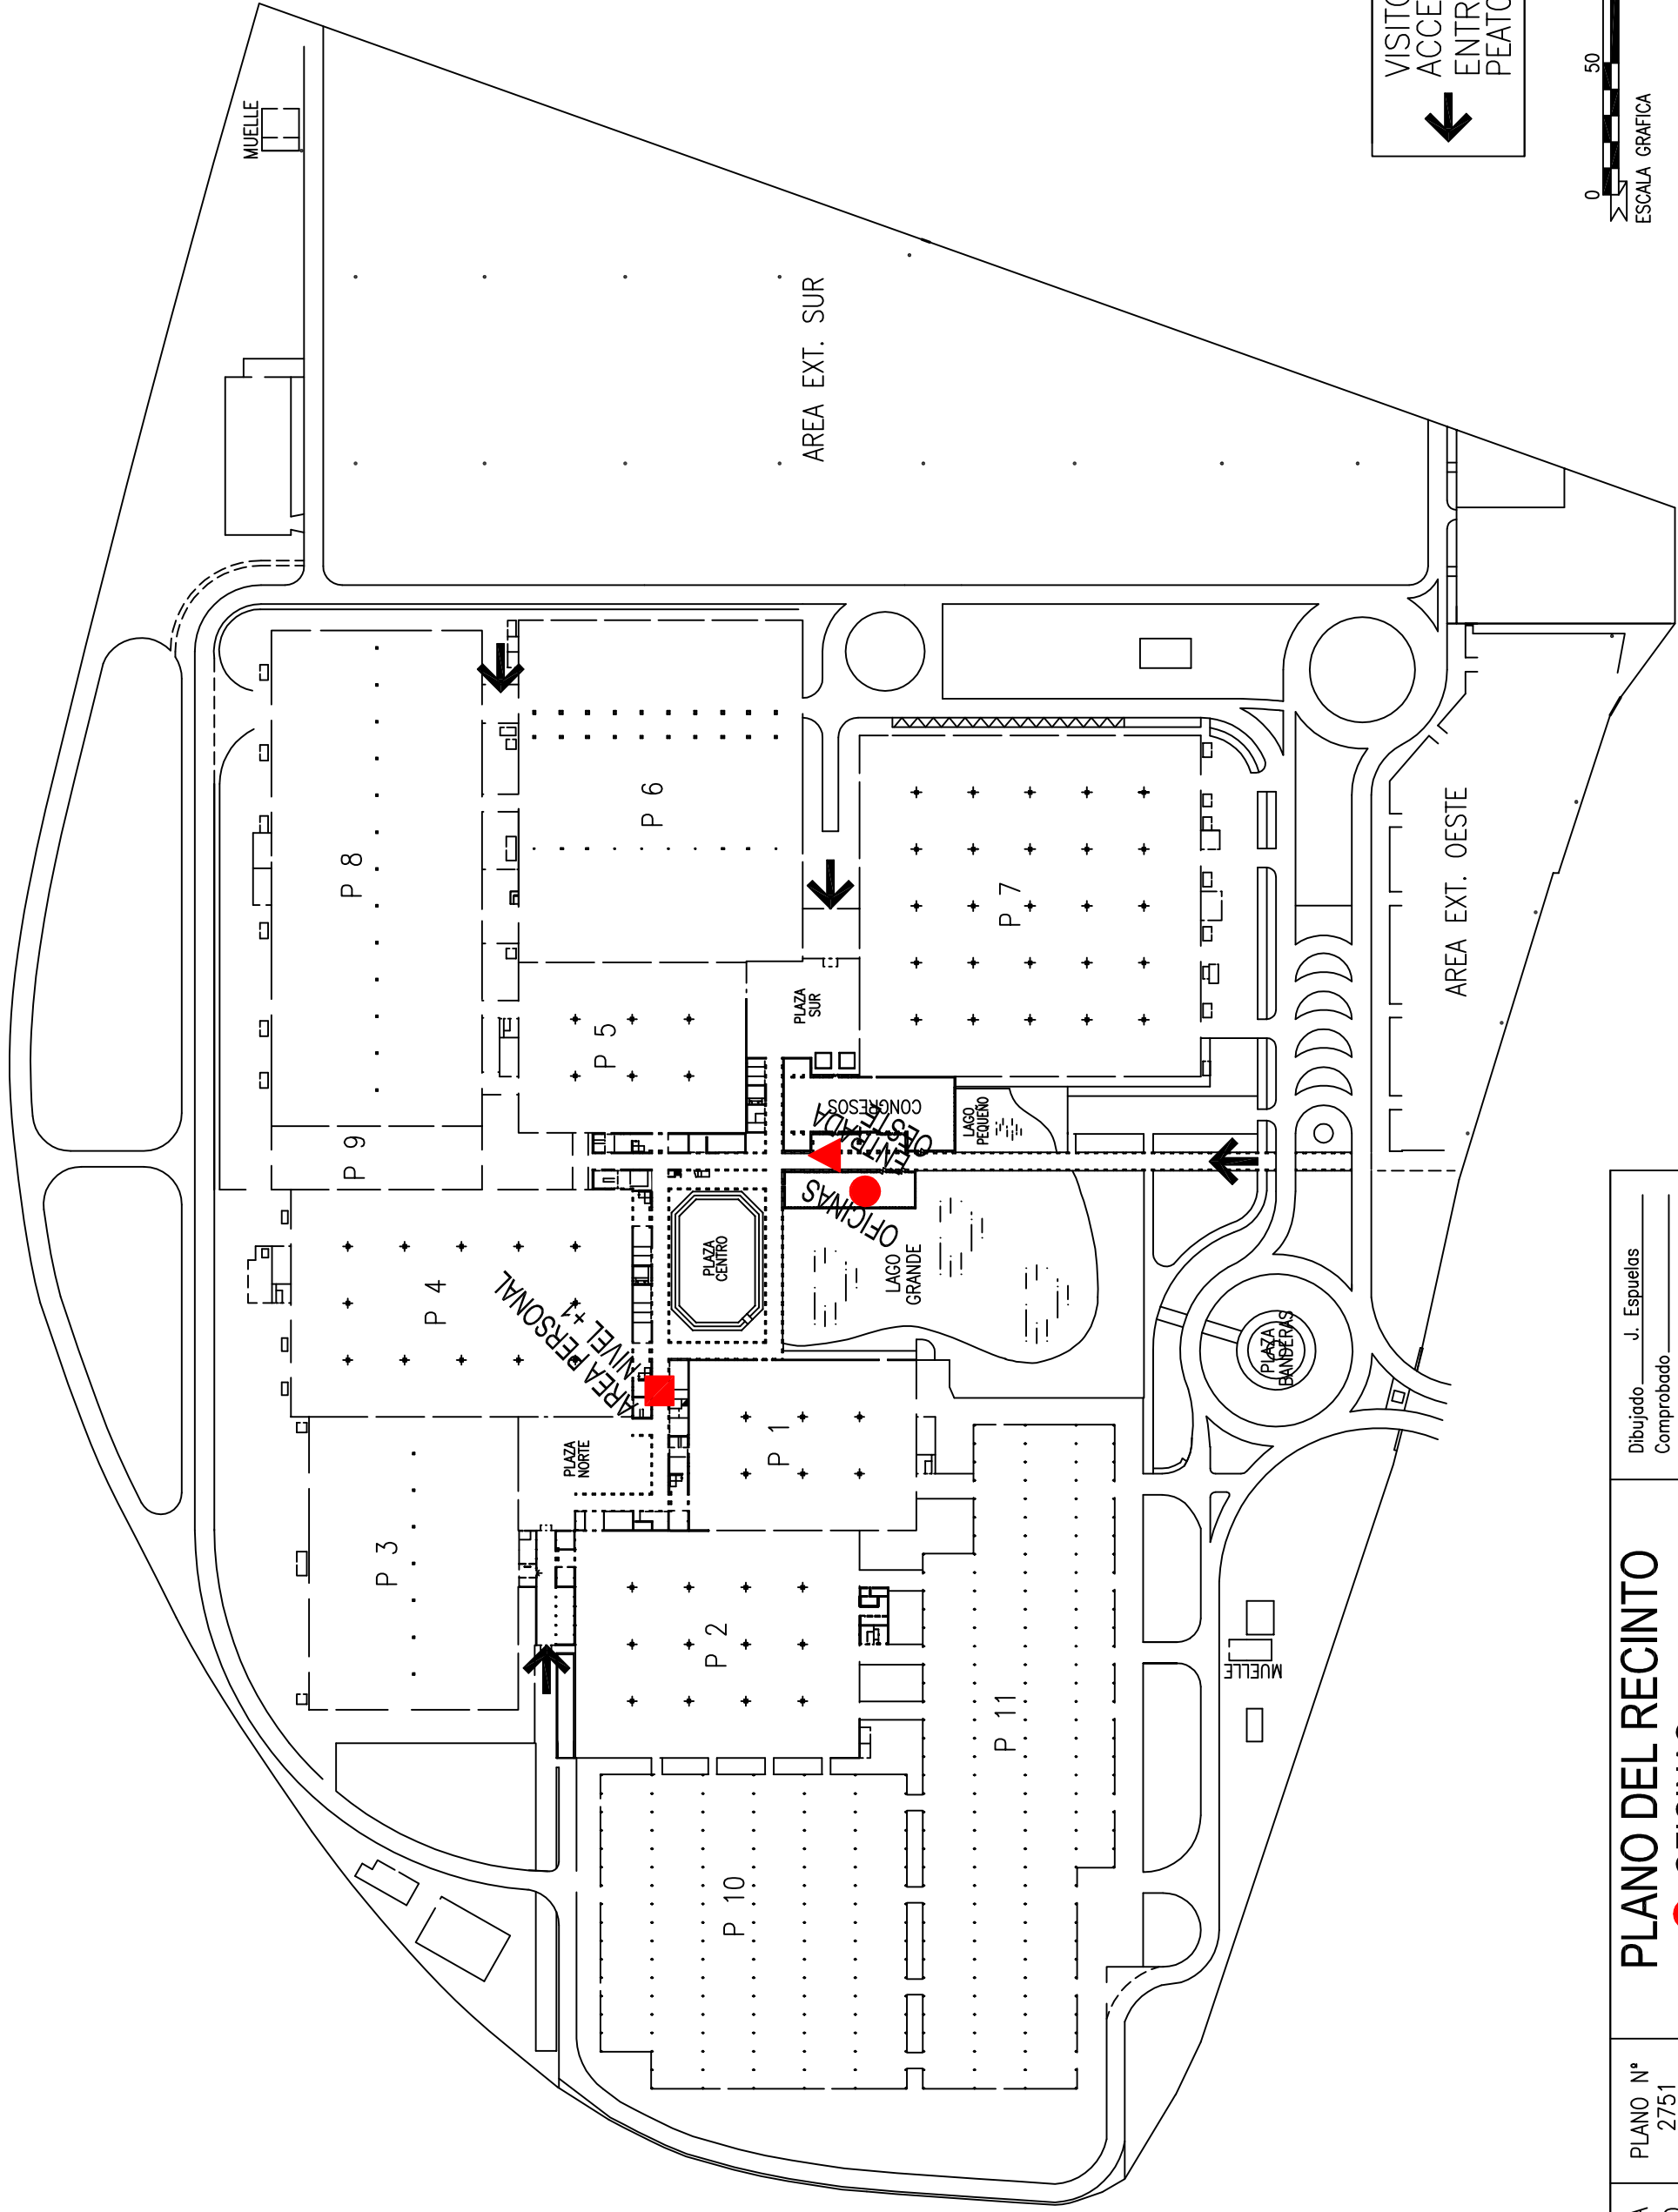 MUELLE
AREA EXT. SUR
P 8
P 6
P 7
P 5
P 9
P 4
P 3
P 1
P 2
P 10
P 11
AREA EXT. OESTE
PLAZA
SUR
CONGRESOS
LAGO
PEQUEÑO
ENTRADA
OESTE
OFICINAS
LAGO
GRANDE
PLAZA
CENTRO
AREA PERSONAL
NIVEL +1
PLAZA
NORTE
PLAZA
BANDERAS
MUELLE
VISITO
ACCE
ENTR
PEATO
0
50
ESCALA GRAFICA
Dibujado
J. Espuelas
Comprobado
PLANO DEL RECINTO
PLANO Nº
2751